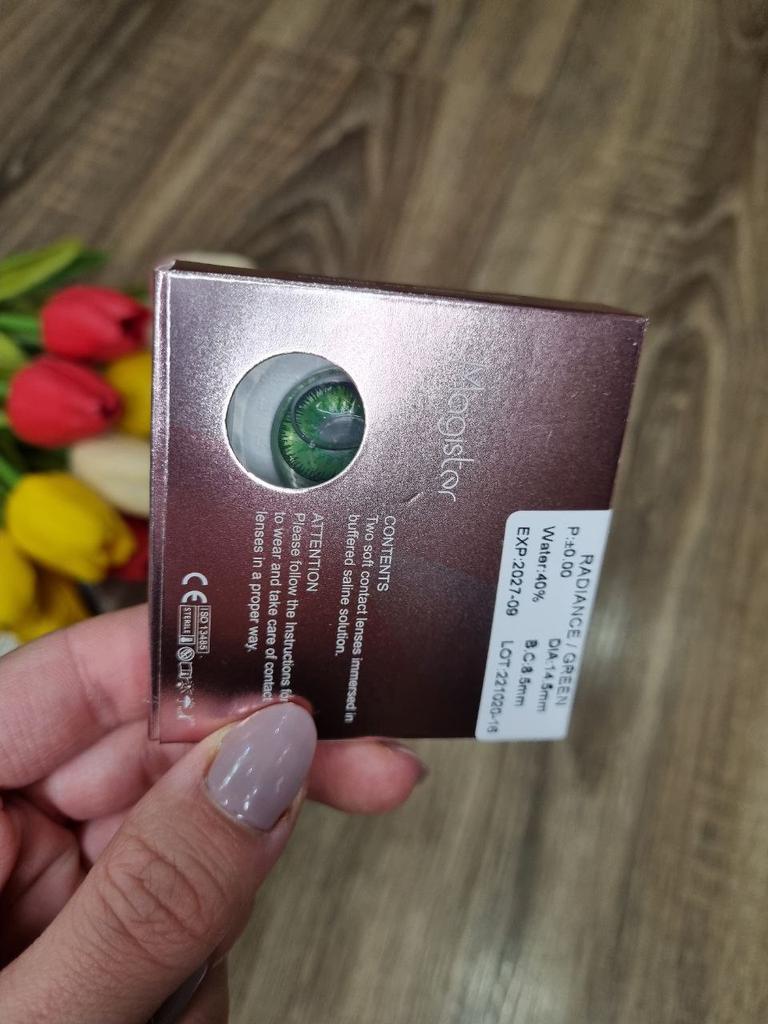 Magister
CONTENTS
Two soft contact lenses immersed in
buffered saline solution.
ATTENTION
Please follow the Instructions for
to wear and take care of contact
lenses in a proper way.
CE
ISO 13485
STERILE
RADIANCE / GREEN
P:±0.00 DIA:14.5mm
Water:40% B.C:8.5mm
EXP:2027-09 LOT:221020-16